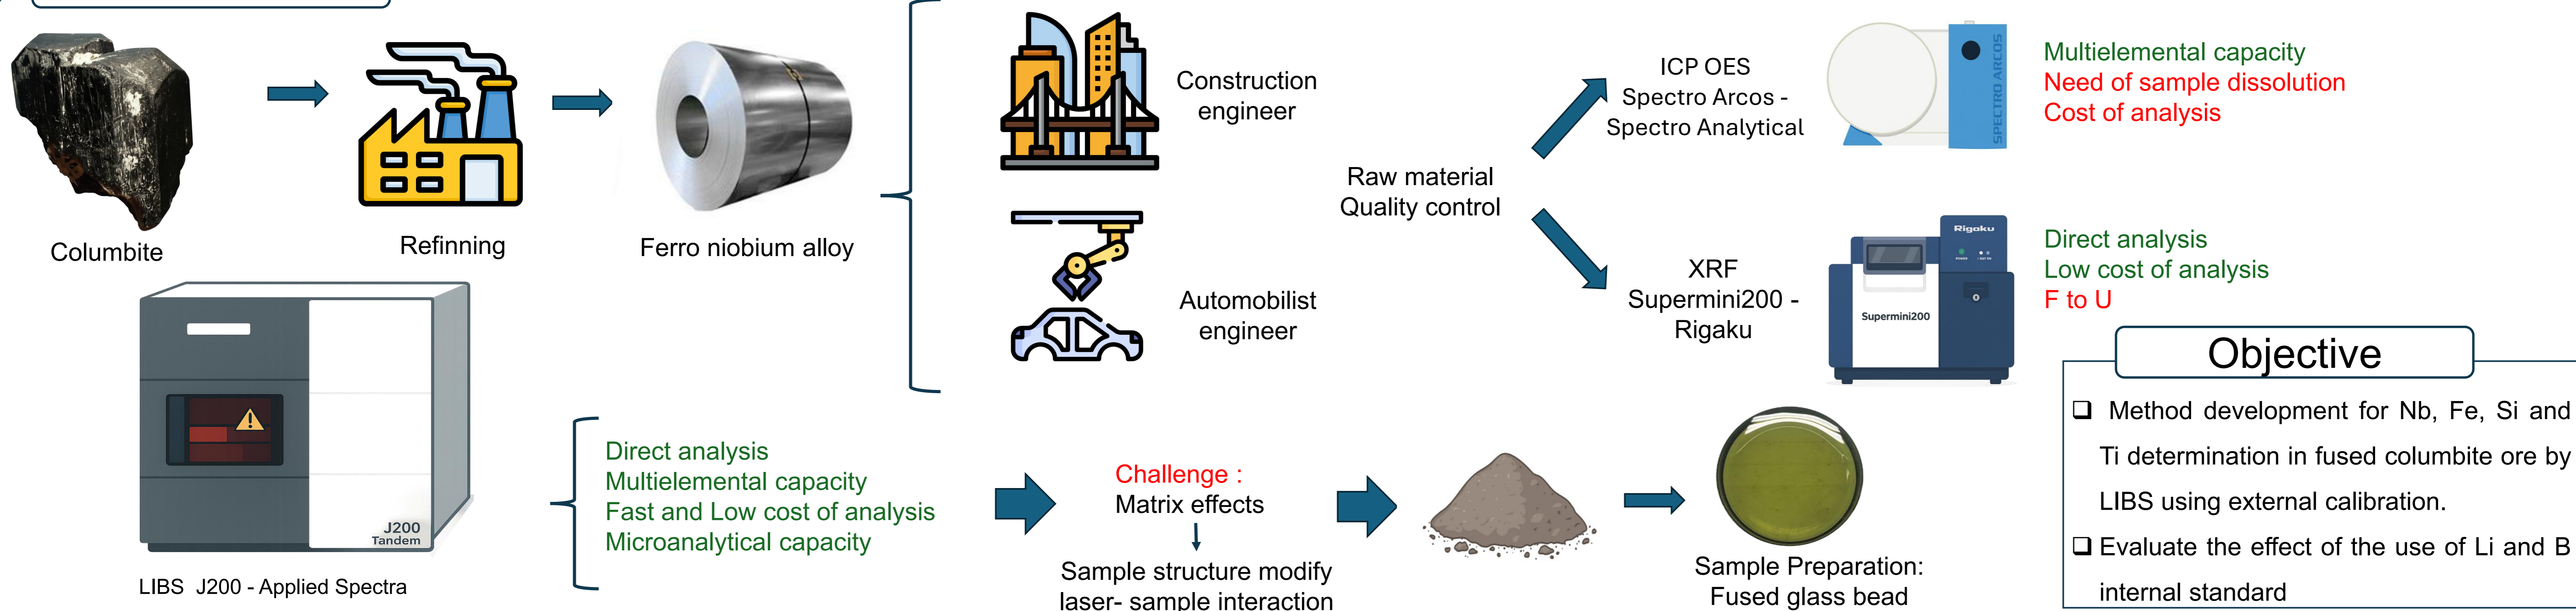 Columbite
Refinning
Ferro niobium alloy
Construction
engineer
Automobilist
engineer
Raw material
Quality control
ICP OES
Spectro Arcos -
Spectro Analytical
SPECTRO ARCOS
Multielemental capacity
Need of sample dissolution
Cost of analysis
XRF
Supermini200 -
Rigaku
Rigaku
Supermini200
Direct analysis
Low cost of analysis
F to U
J200
Tandem
LIBS J200 - Applied Spectra
Direct analysis
Multielemental capacity
Fast and Low cost of analysis
Microanalytical capacity
Challenge :
Matrix effects
Sample structure modify
laser- sample interaction
Sample Preparation:
Fused glass bead
Objective
Method development for Nb, Fe, Si and
Ti determination in fused columbite ore by
LIBS using external calibration.
Evaluate the effect of the use of Li and B
internal standard